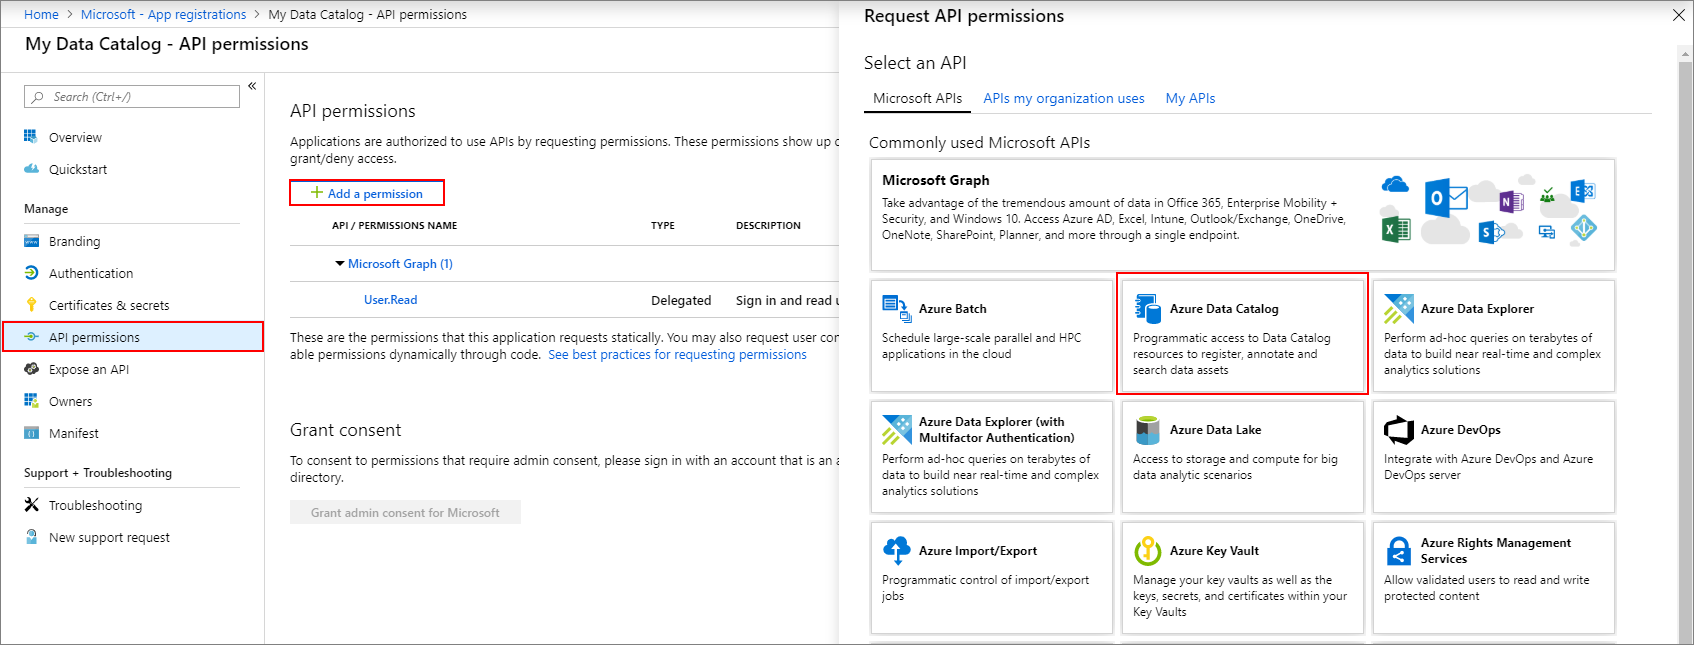 Home > Microsoft - App registrations > My Data Catalog - API permissions
My Data Catalog - API permissions
Search (Ctrl+/)
«
Overview
Quickstart
Manage
Branding
Authentication
Certificates & secrets
API permissions
Expose an API
Owners
Manifest
Support + Troubleshooting
Troubleshooting
New support request
API permissions
Applications are authorized to use APIs by requesting permissions. These permissions show up
grant/deny access.
Add a permission
API / PERMISSIONS NAME TYPE DESCRIPTION
Microsoft Graph (1)
User.Read Delegated Sign in and read
These are the permissions that this application requests statically. You may also request user
able permissions dynamically through code. See best practices for requesting permissions
Grant consent
To consent to permissions that require admin consent, please sign in with an account that is an
directory.
Grant admin consent for Microsoft
Request API permissions
Select an API
Microsoft APIs APIs my organization uses My APIs
Commonly used Microsoft APIs
Microsoft Graph
Take advantage of the tremendous amount of data in Office 365, Enterprise Mobility +
Security, and Windows 10. Access Azure AD, Excel, Intune, Outlook/Exchange, OneDrive,
OneNote, SharePoint, Planner, and more through a single endpoint.
Azure Batch
Schedule large-scale parallel and HPC
applications in the cloud
Azure Data Catalog
Programmatic access to Data Catalog
resources to register, annotate and
search data assets
Azure Data Explorer
Perform ad-hoc queries on terabytes of
data to build near real-time and complex
analytics solutions
Azure Data Explorer (with
Multifactor Authentication)
Perform ad-hoc queries on terabytes of
data to build near real-time and complex
analytics solutions
Azure Data Lake
Access to storage and compute for big
data analytic scenarios
Azure DevOps
Integrate with Azure DevOps and Azure
DevOps server
Azure Import/Export
Programmatic control of import/export
jobs
Azure Key Vault
Manage your key vaults as well as the
keys, secrets, and certificates within your
Key Vaults
Azure Rights Management
Services
Allow validated users to read and write
protected content